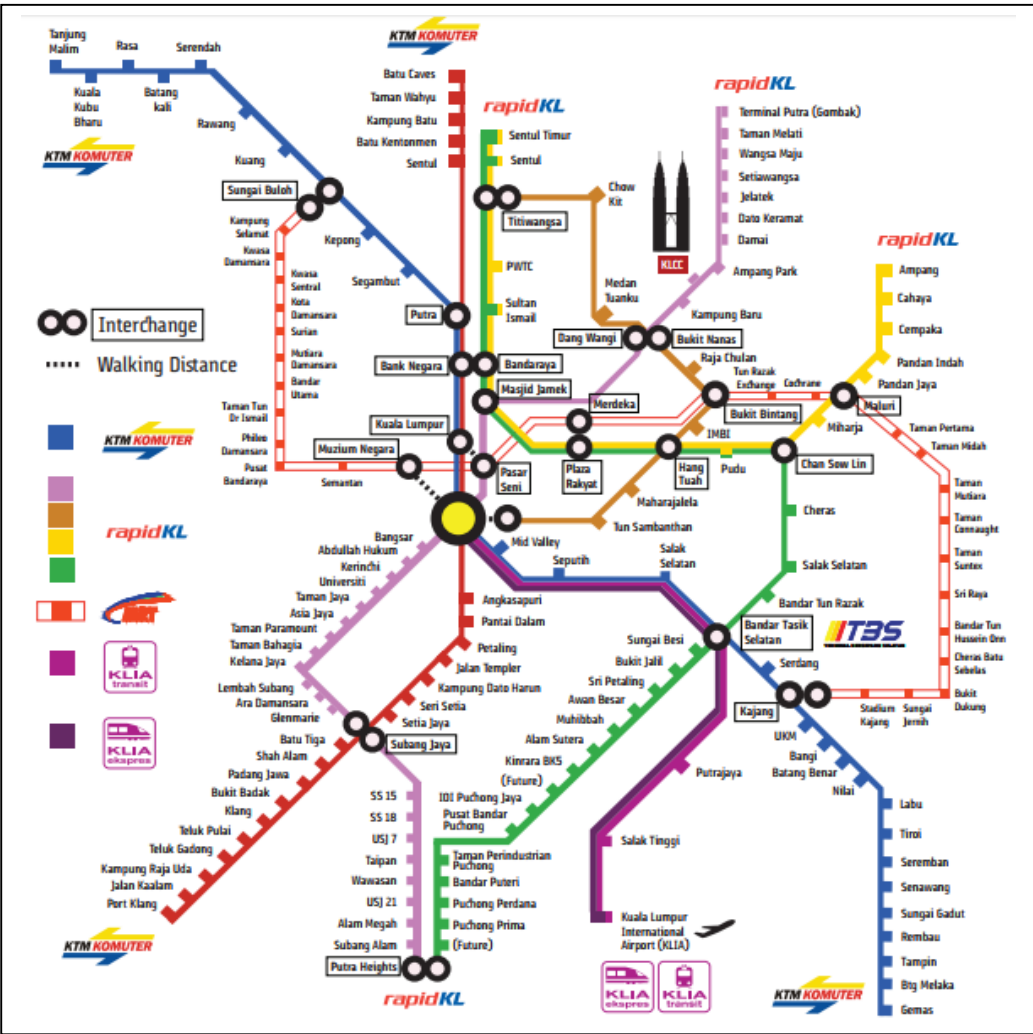 Tanjung
Malim
Rasa
Serendah
Kuala
Kubu
Bharu
Batang
kali
Rawang
Kuang
KTM KOMUTER
Sungai Buloh
Kepong
Segambut
Putra
Bank Negara
Kuala Lumpur
KTM KOMUTER
Batu Caves
Taman Wahyu
Kampung Batu
Batu Kentonmen
Sentul
rapidKL
Sentul Timur
Sentul
Titiwangsa
PWTC
Sultan
Ismail
Bandaraya
Masjid Jamek
Chow
Kit
Medan
Tuanku
KLCC
rapidKL
Terminal Putra (Gombak)
Taman Melati
Wangsa Maju
Setiawangsa
Jelatek
Dato Keramat
Damai
Ampang Park
Kampung Baru
Dang Wangi
Bukit Nanas
Raja Chulan
rapidKL
Ampang
Cahaya
Cempaka
Pandan Indah
Pandan Jaya
Maluri
Miharja
Kampung
Selamat
Kwasa
Damansara
Kwasa
Sentral
Kota
Damansara
Surian
Mutiara
Damansara
Bandar
Utama
Taman Tun
Dr Ismail
Phileo
Damansara
Pusat
Bandaraya
Semantan
Muzium Negara
Pasar
Seni
Merdeka
Plaza
Rakyat
Bukit Bintang
Tun Razak
Exchange
Cochrane
IMBI
Hang
Tuah
Pudu
Chan Sow Lin
Maharajalela
Tun Sambanthan
Taman Pertama
Taman Midah
Taman
Mutiara
Taman
Connaught
Taman
Suntex
Sri Raya
Bandar Tun
Hussein Onn
Cheras Batu
Sebelas
Bukit
Dukung
Sungai
Jernih
Stadium
Kajang
Interchange
Walking Distance
KTM KOMUTER
rapidKL
MRT
KLIA
transit
KLIA
ekspres
Bangsar
Abdullah Hukum
Kerinchi
Universiti
Taman Jaya
Asia Jaya
Taman Paramount
Taman Bahagia
Kelana Jaya
Lembah Subang
Ara Damansara
Glenmarie
Mid Valley
Seputih
Salak
Selatan
Cheras
Salak Selatan
Bandar Tun Razak
Bandar Tasik
Selatan
TBS
Angkasapuri
Pantai Dalam
Petaling
Jalan Templer
Kampung Dato Harun
Seri Setia
Setia Jaya
Subang Jaya
Batu Tiga
Shah Alam
Padang Jawa
Bukit Badak
Klang
Teluk Pulai
Teluk Gadong
Kampung Raja Uda
Jalan Kaalam
Port Klang
KTM KOMUTER
SS 15
SS 18
USJ 7
Taipan
Wawasan
USJ 21
Alam Megah
Subang Alam
Putra Heights
rapidKL
Sungai Besi
Bukit Jalil
Sri Petaling
Awan Besar
Muhibbah
Alam Sutera
Kinrara BK5
(Future)
IOI Puchong Jaya
Pusat Bandar
Puchong
Taman Perindustrian
Puchong
Bandar Puteri
Puchong Perdana
Puchong Prima
(Future)
Serdang
Kajang
UKM
Bangi
Batang Benar
Nilai
Labu
Tiroi
Seremban
Senawang
Sungai Gadut
Rembau
Tampin
Btg Melaka
Gemas
KTM KOMUTER
Putrajaya
Salak Tinggi
Kuala Lumpur
International
Airport (KLIA)
KLIA
ekspres
KLIA
transit